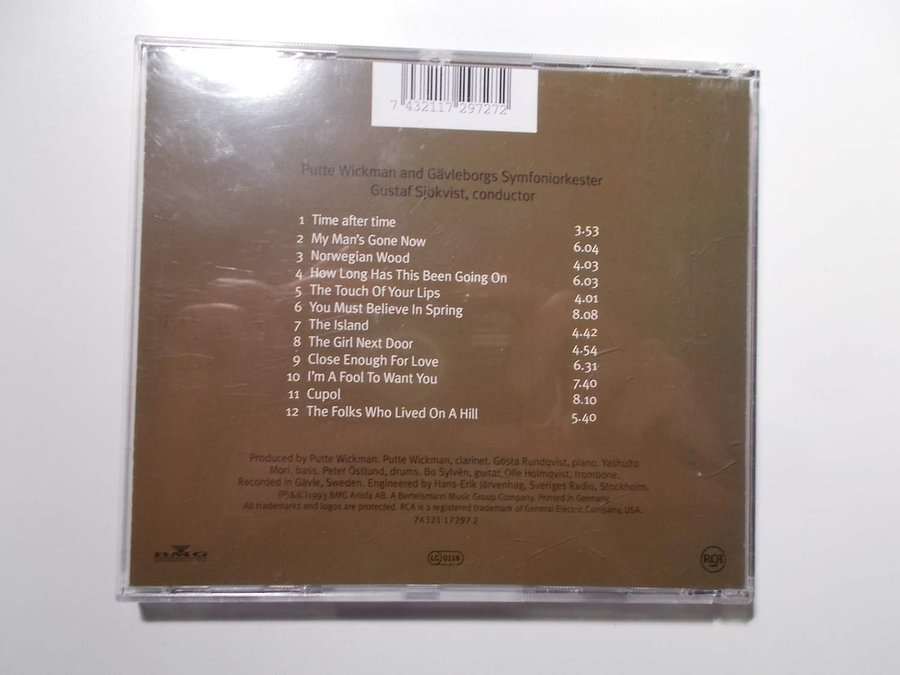 7 432117 297272
Putte Wickman and Gävleborgs Symfoniorkester
Gustaf Sjökvist, conductor
1 Time after time 3.53
2 My Man's Gone Now 6.04
3 Norwegian Wood 4.03
4 How Long Has This Been Going On 6.03
5 The Touch Of Your Lips 4.01
6 You Must Believe In Spring 8.08
7 The Island 4.42
8 The Girl Next Door 4.54
9 Close Enough For Love 6.31
10 I'm A Fool To Want You 7.40
11 Cupol 8.10
12 The Folks Who Lived On A Hill 5.40
Produced by Putte Wickman. Putte Wickman, clarinet. Gösta Rundqvist, piano. Yashuito
Mori, bass. Peter Östlund, drums. Bo Sylvén, guitar, Olle Holmqvist, trombone.
Recorded in Gävle, Sweden. Engineered by Hans-Erik Järvenhag, Sveriges Radio, Stockholm.
(P)&(C)1993 BMG Ariola AB. A Bertelsmann Music Group Company. Printed in Germany.
All trademarks and logos are protected. RCA is a registered trademark of General Electric Company, USA.
74321 17297 2
BMG LC 0116 RCA